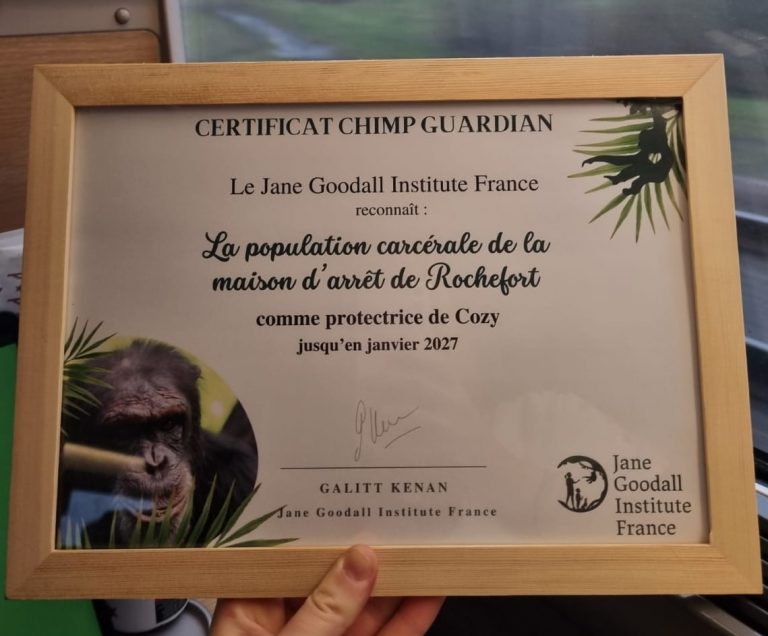 CERTIFICAT CHIMP GUARDIAN
Le Jane Goodall Institute France
reconnaît :
La population carcérale de la
maison d'arrêt de Rochefort
comme protectrice de Cozy
jusqu'en janvier 2027
GALITT KENAN
Jane Goodall Institute France
Jane
Goodall
Institute
France